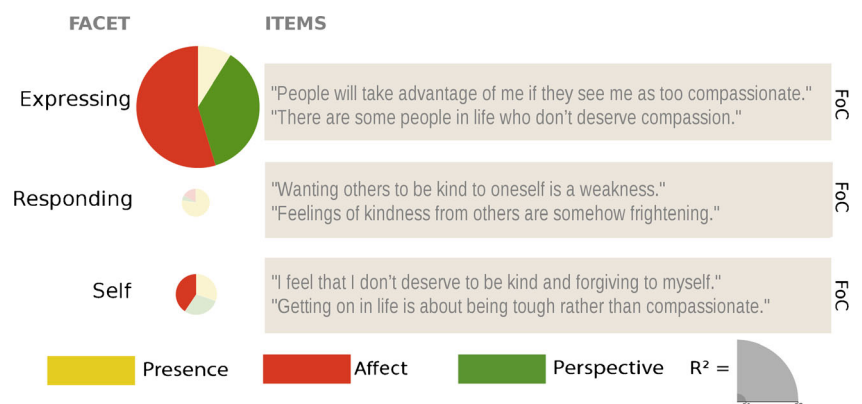 FACET ITEMS
Expressing
"People will take advantage of me if they see me as too compassionate."
"There are some people in life who don’t deserve compassion."
FoC
Responding
"Wanting others to be kind to oneself is a weakness."
"Feelings of kindness from others are somehow frightening."
FoC
Self
"I feel that I don’t deserve to be kind and forgiving to myself."
"Getting on in life is about being tough rather than compassionate."
FoC
Presence Affect Perspective R² =